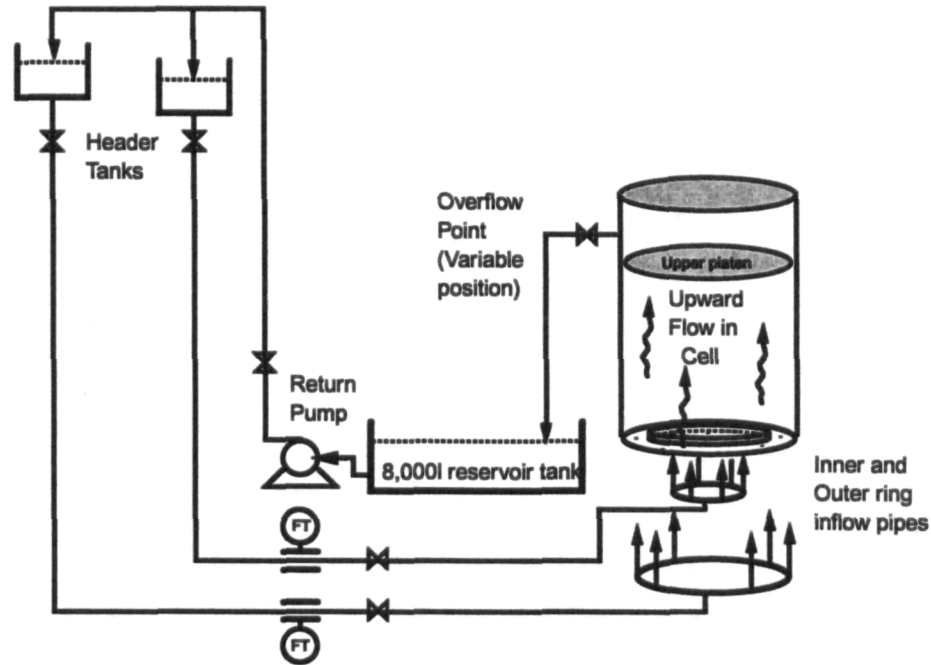 Header
Tanks
Overflow
Point
(Variable
position)
Upper platen
Upward
Flow in
Cell
Return
Pump
8,000l reservoir tank
Inner and
Outer ring
inflow pipes
FT
FT